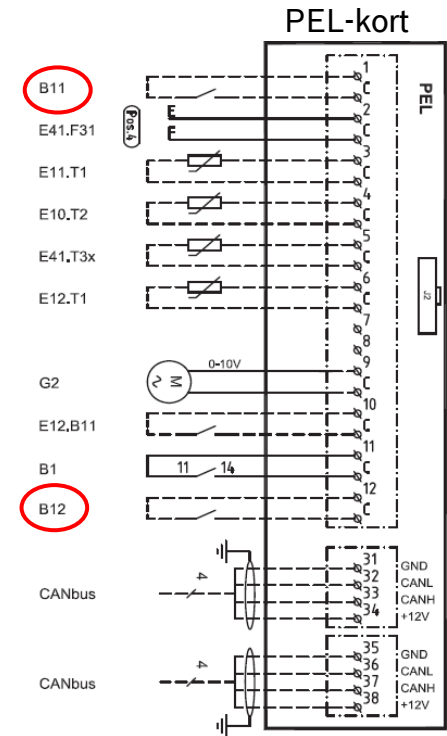 PEL-kort
1
B11
C
PEL
2
Pos.4
E41.F31
C
3
E11.T1
C
4
E10.T2
C
5
E41.T3x
C
6
J2
E12.T1
C
7
8
0-10V
9
M
~
G2
C
10
E12.B11
C
11
B1
11
14
C
12
B12
C
31
GND
4
32
CANL
CANbus
33
CANH
34
+12V
35
GND
4
36
CANL
CANbus
37
CANH
38
+12V